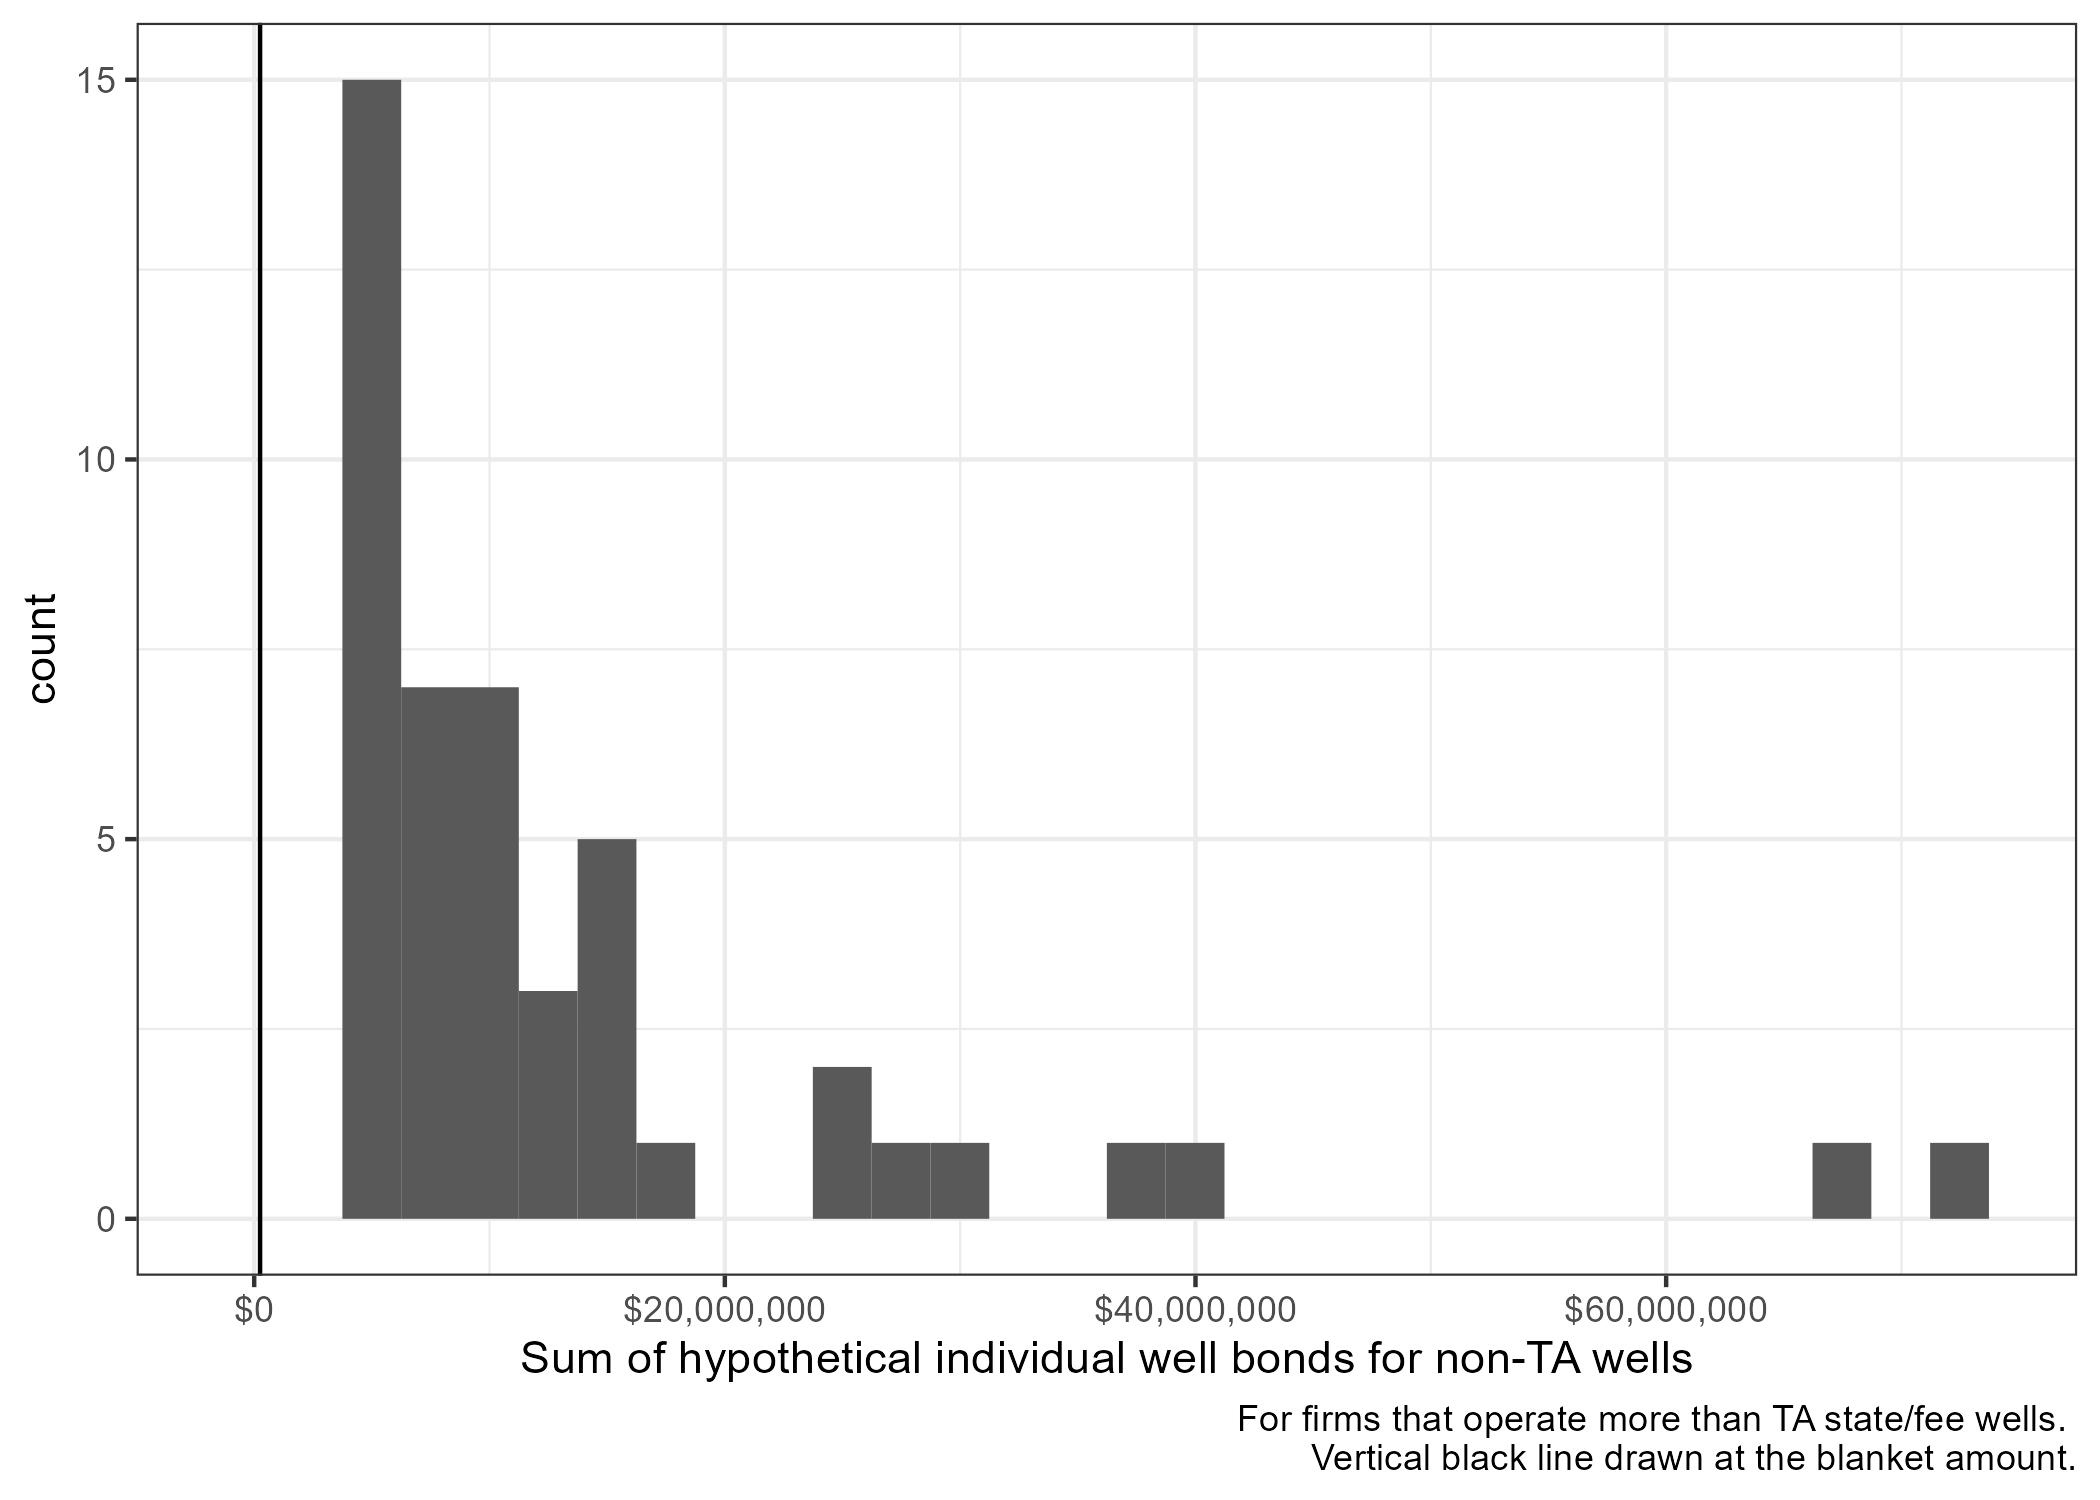 15
10
5
0
count
$0
$20,000,000
$40,000,000
$60,000,000
Sum of hypothetical individual well bonds for non-TA wells
For firms that operate more than TA state/fee wells.
Vertical black line drawn at the blanket amount.